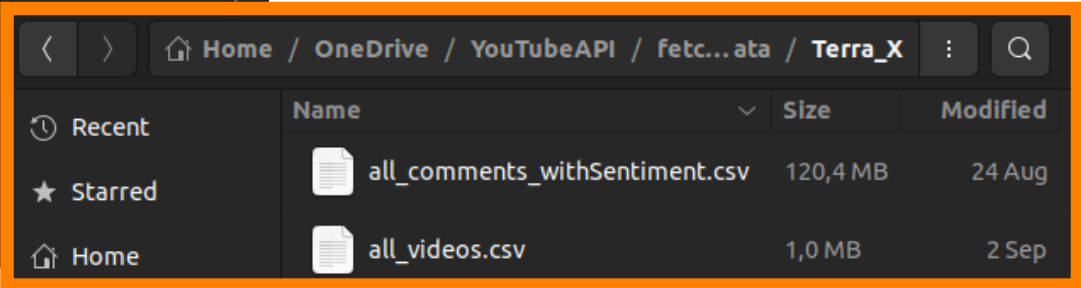 Home / OneDrive / YouTubeAPI / fetc...ata / Terra_X
Recent
Starred
Home
Name Size Modified
all_comments_withSentiment.csv 120,4 MB 24 Aug
all_videos.csv 1,0 MB 2 Sep